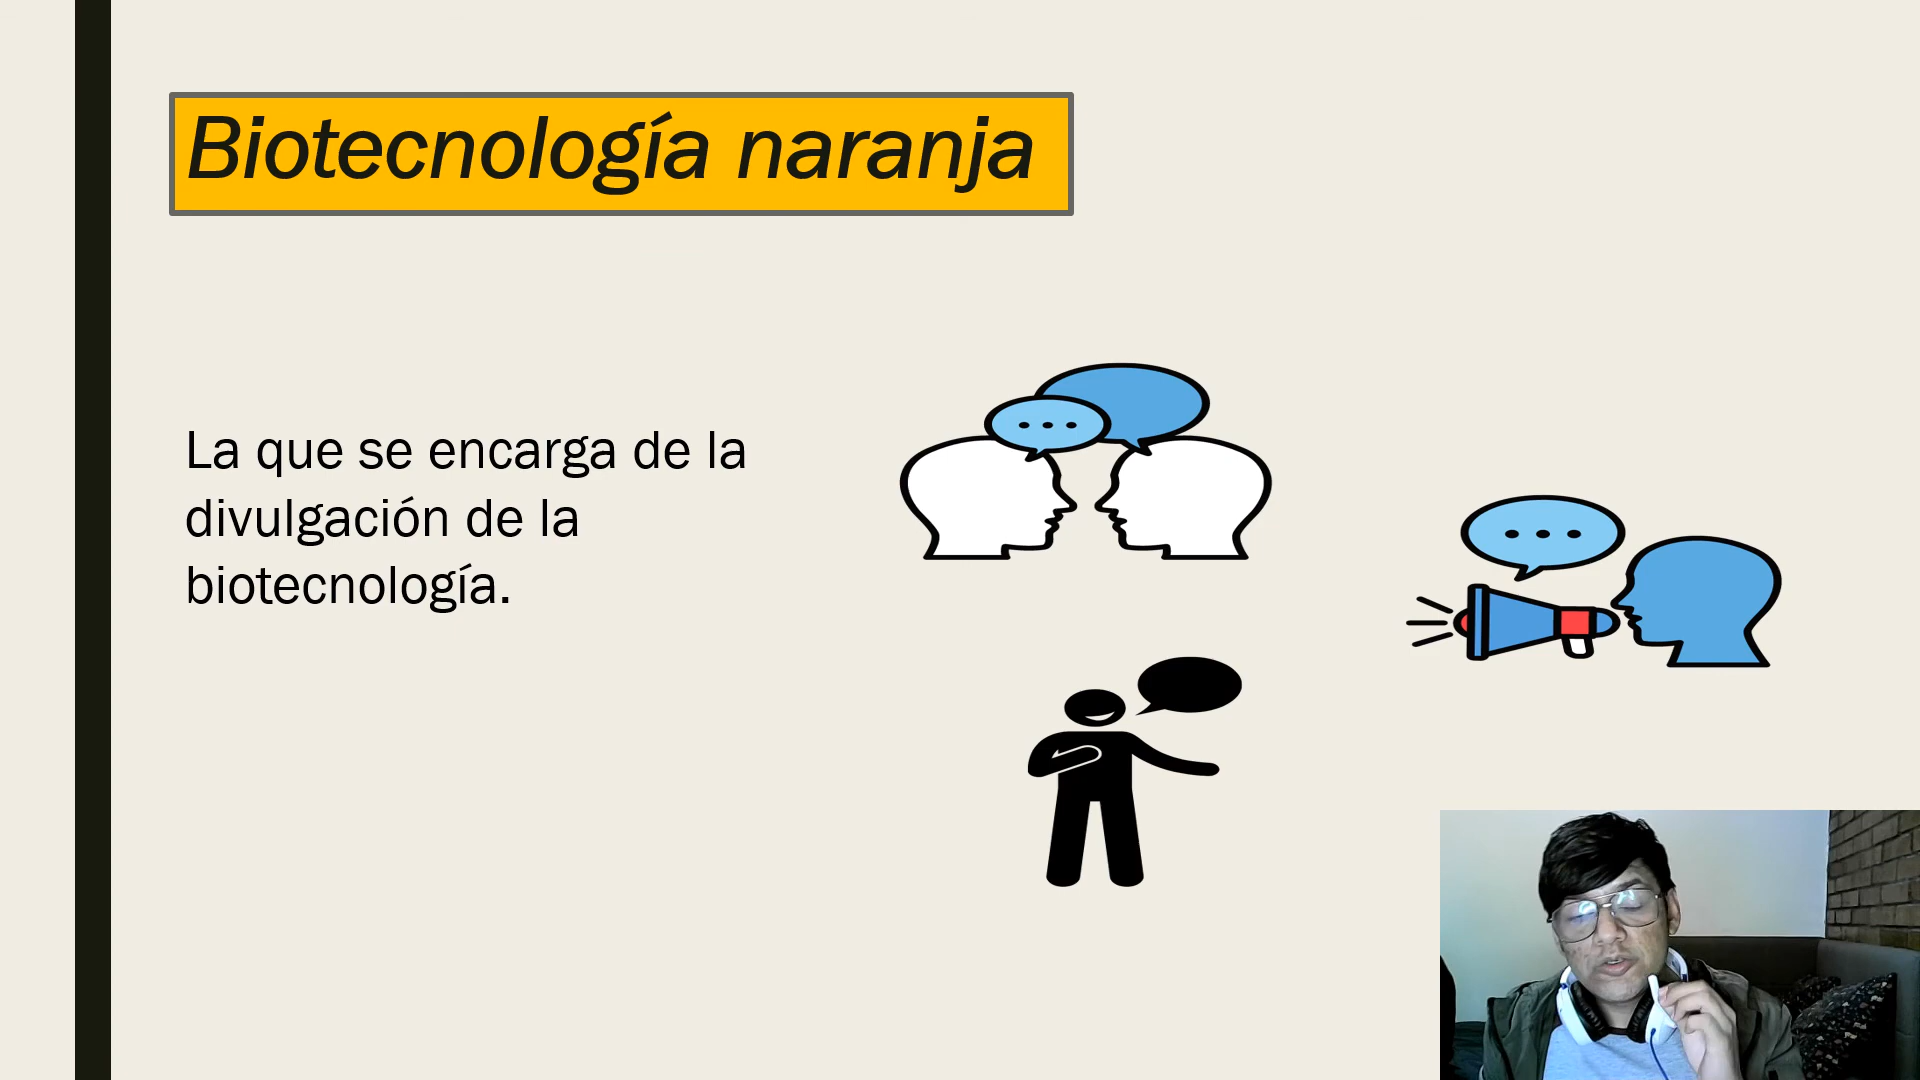 Biotecnología naranja
La que se encarga de la
divulgación de la
biotecnología.